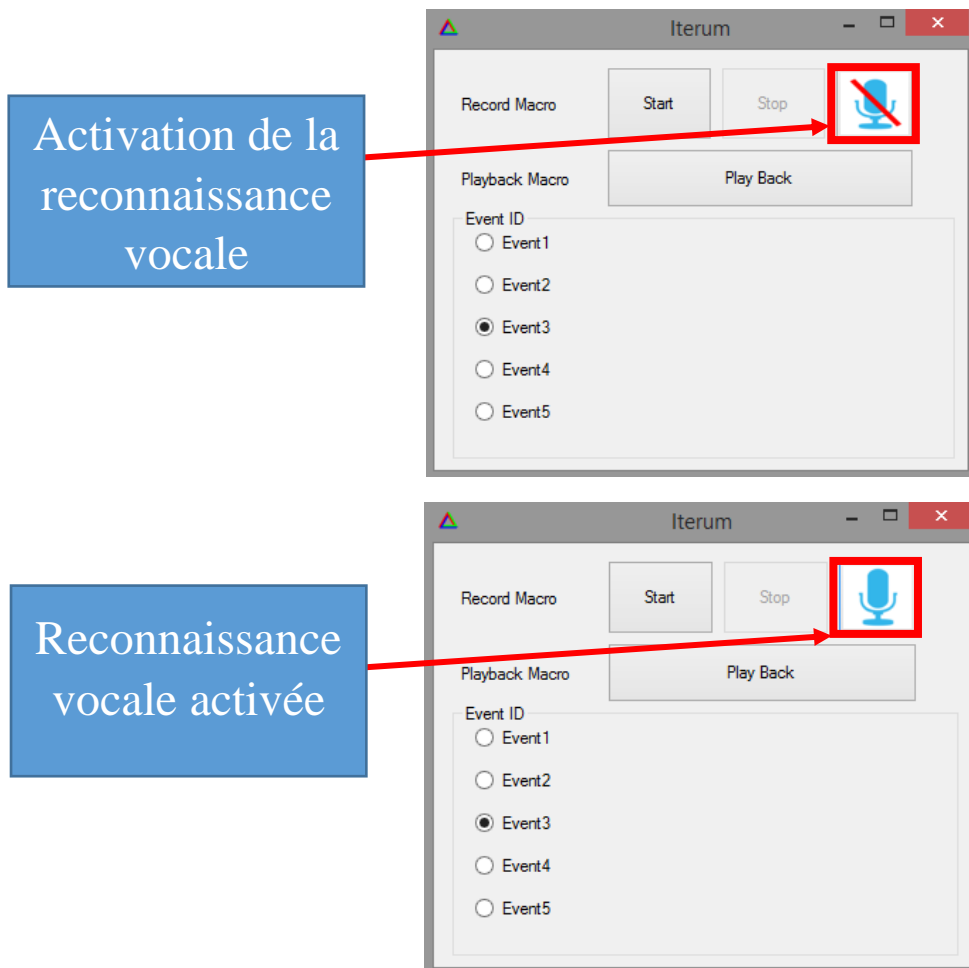 Iterum
Activation de la
reconnaissance
vocale
Record Macro Start Stop
Playback Macro Play Back
Event ID
Event1
Event2
Event3
Event4
Event5
Iterum
Reconnaissance
vocale activée
Record Macro Start Stop
Playback Macro Play Back
Event ID
Event1
Event2
Event3
Event4
Event5